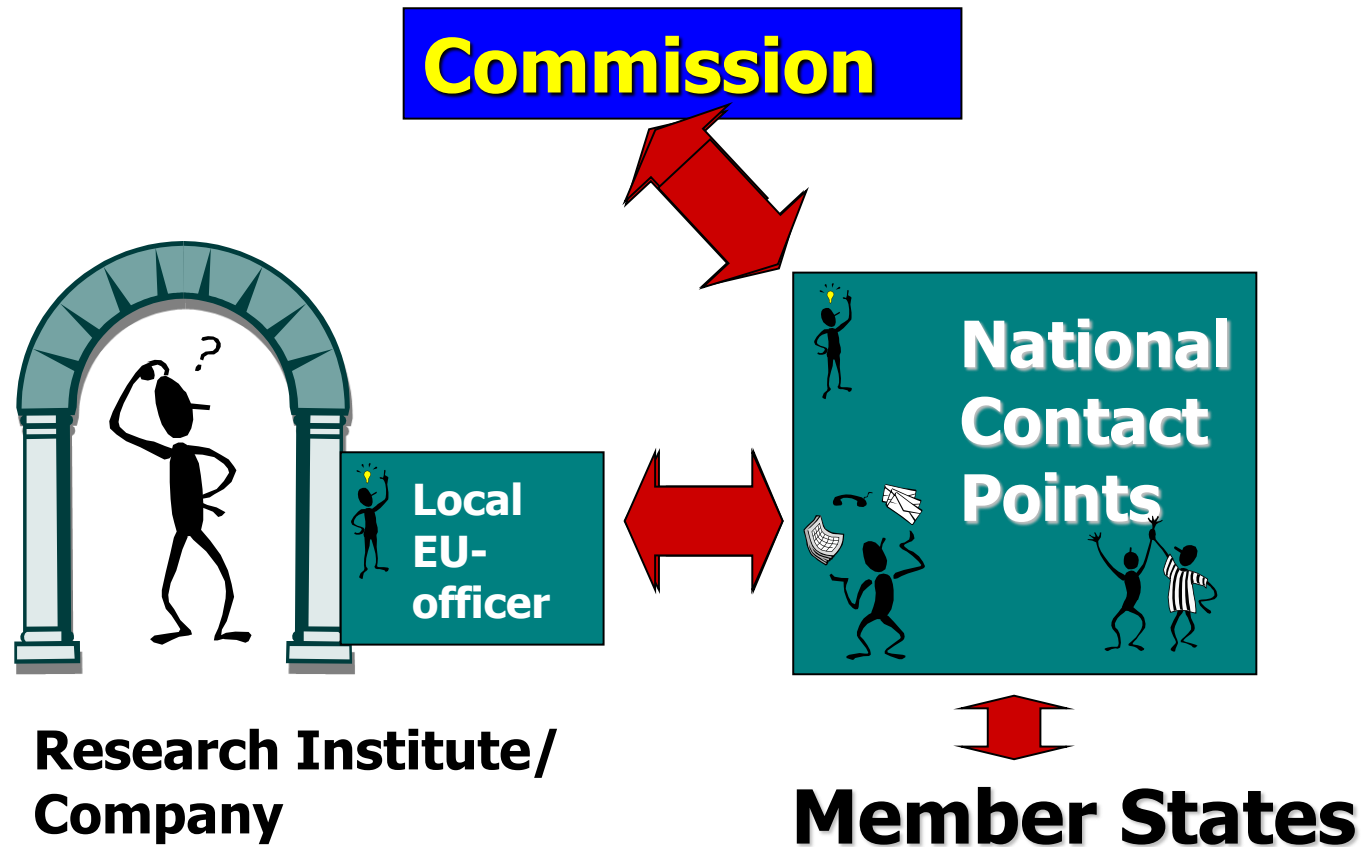 Commission
?
National
Contact
Points
Local
EU-
officer
Research Institute/
Company
Member States